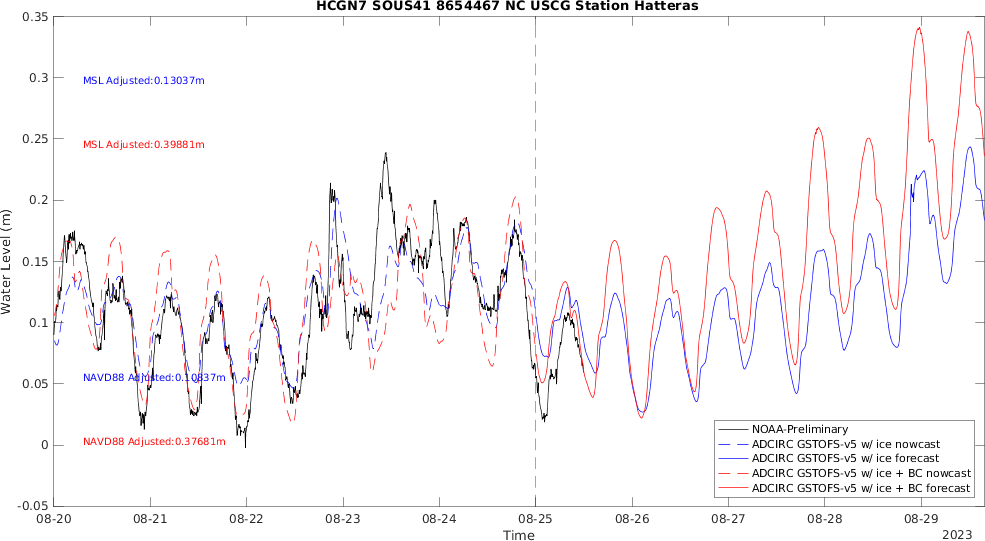 HCGN7 SOUS41 8654467 NC USCG Station Hatteras
0.35
0.3
0.25
0.2
0.15
0.1
0.05
0
-0.05
Water Level (m)
MSL Adjusted:0.13037m
MSL Adjusted:0.39881m
NAVD88 Adjusted:0.10837m
NAVD88 Adjusted:0.37681m
NOAA-Preliminary
ADCIRC GSTOFS-v5 w/ ice nowcast
ADCIRC GSTOFS-v5 w/ ice forecast
ADCIRC GSTOFS-v5 w/ ice + BC nowcast
ADCIRC GSTOFS-v5 w/ ice + BC forecast
08-20 08-21 08-22 08-23 08-24 08-25 08-26 08-27 08-28 08-29
Time
2023